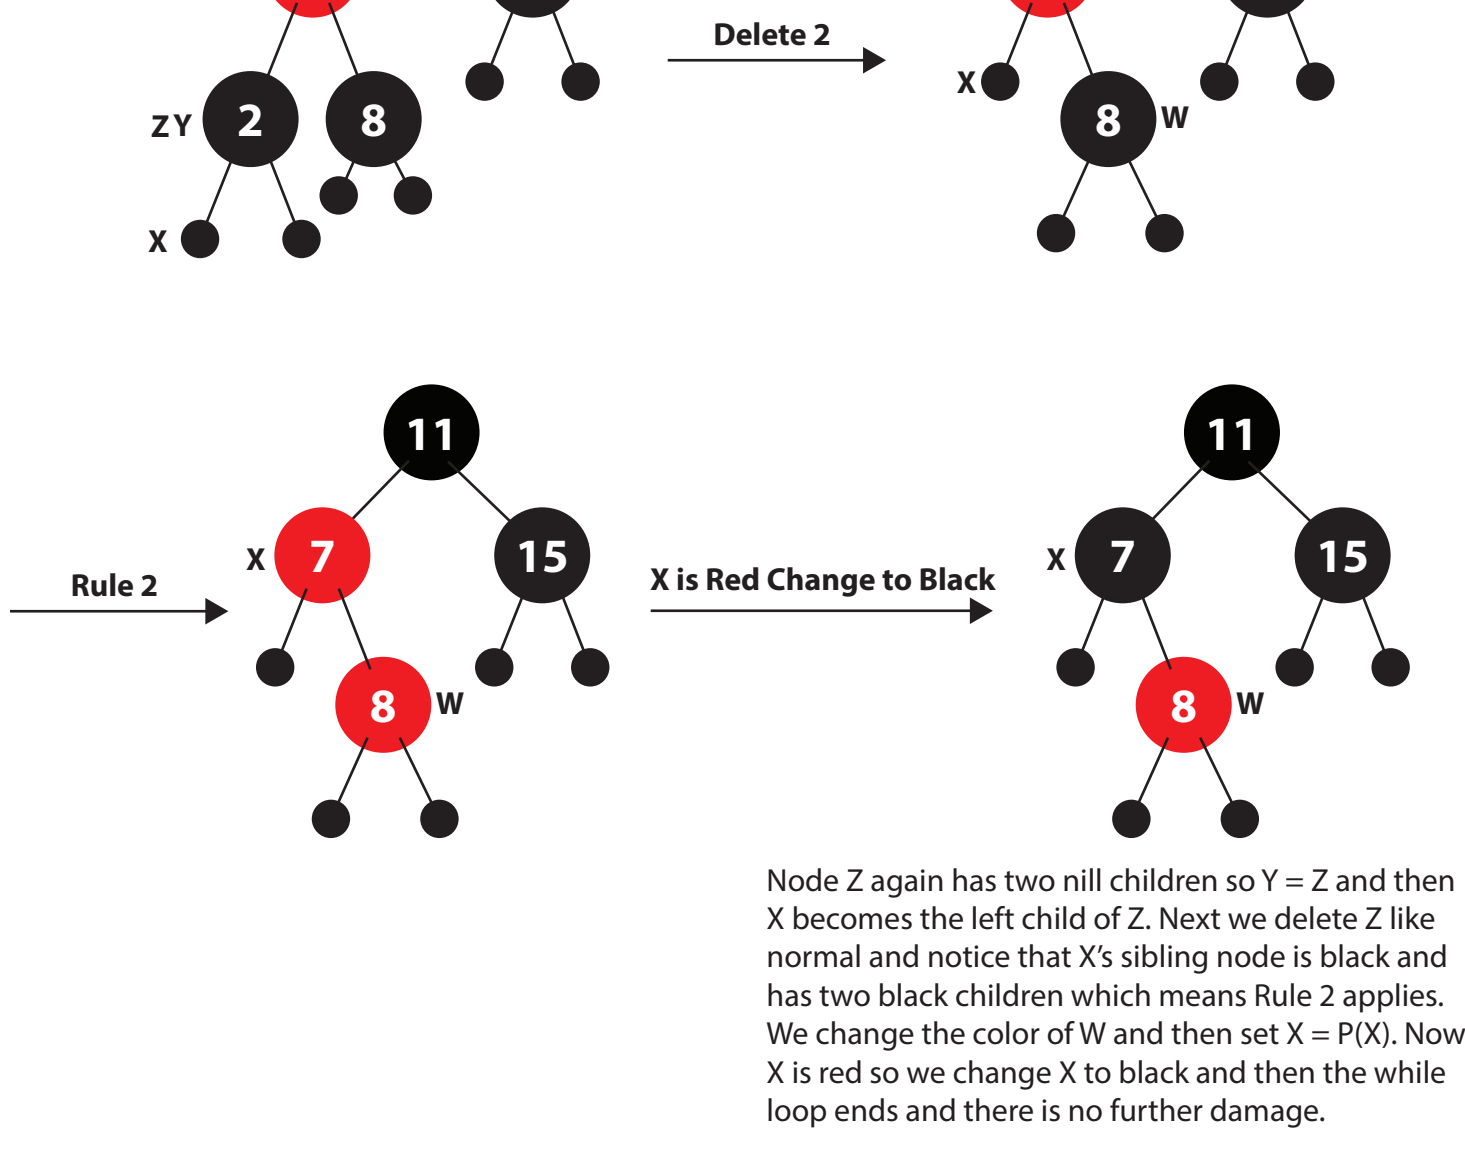 Delete 2
X
Z Y 2 8
8 W
X
11
11
X 7 15
X 7 15
Rule 2
X is Red Change to Black
8 W
8 W
Node Z again has two nill children so Y = Z and then
X becomes the left child of Z. Next we delete Z like
normal and notice that X’s sibling node is black and
has two black children which means Rule 2 applies.
We change the color of W and then set X = P(X). Now
X is red so we change X to black and then the while
loop ends and there is no further damage.